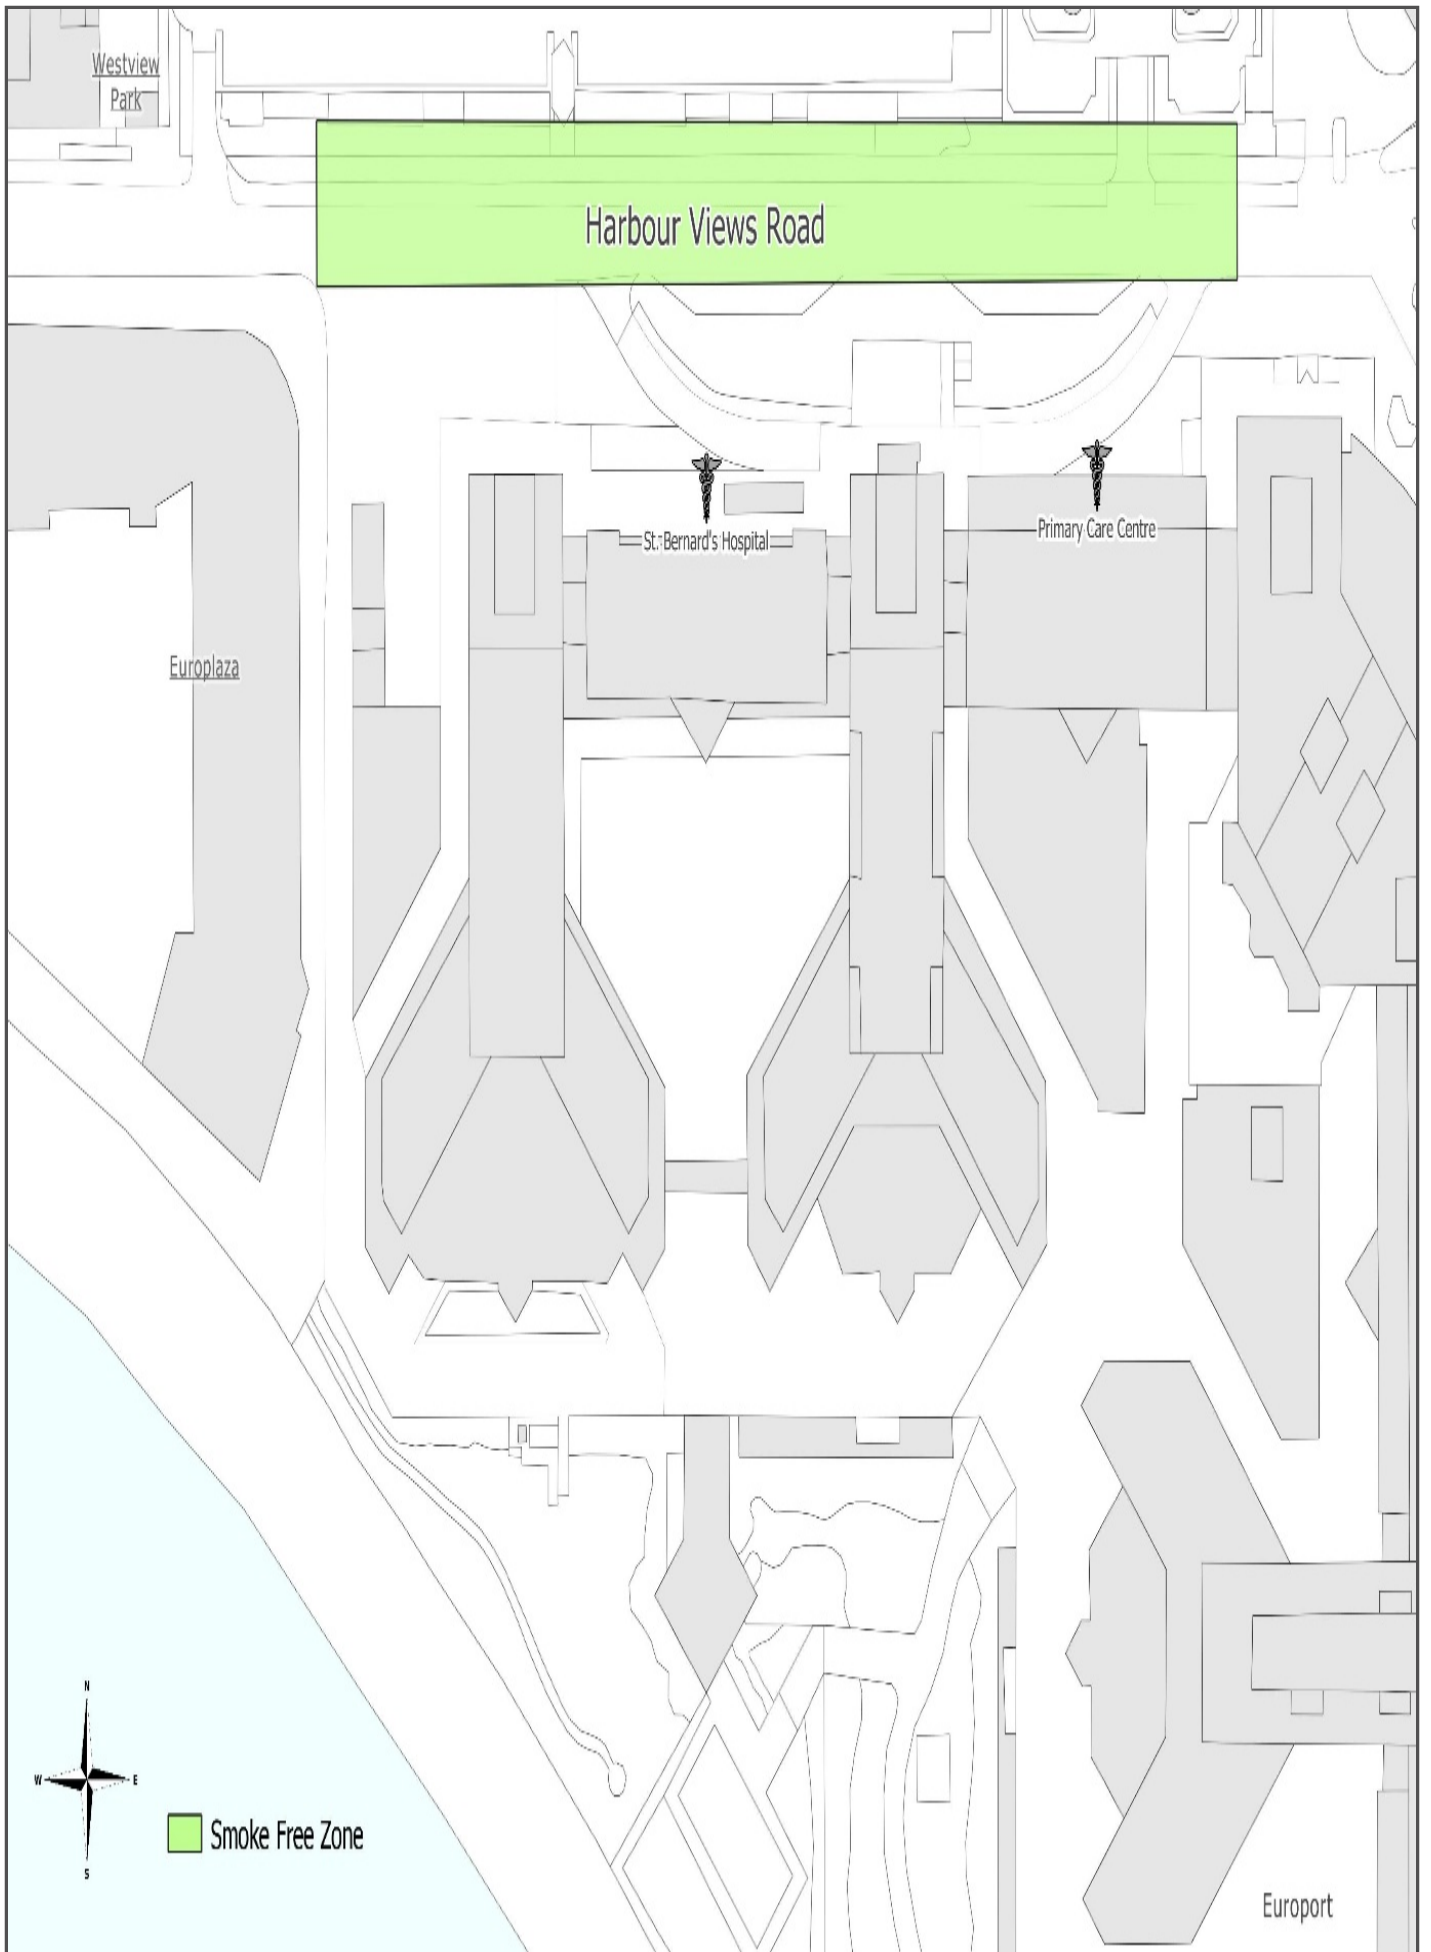 Westview
Park
Harbour Views Road
St. Bernard's Hospital
Primary Care Centre
Europlaza
N
W E
S
Smoke Free Zone
Europort